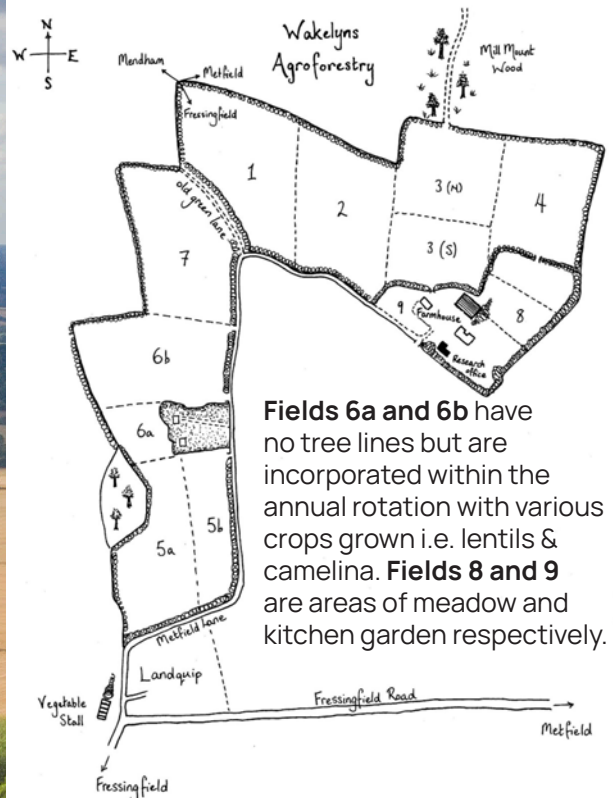 Wakelyns
Agroforestry
N
W
E
S
Mendham
Metfield
Fressingfield
Mill Mount
Wood
old green lane
1
2
3 (N)
3 (S)
4
7
6b
6a
5a
5b
9
Farmhouse
8
Research
office
Fields 6a and 6b have
no tree lines but are
incorporated within the
annual rotation with various
crops grown i.e. lentils &
camelina. Fields 8 and 9
are areas of meadow and
kitchen garden respectively.
Metfield Lane
Landquip
Vegetable
Stall
Fressingfield Road
Metfield
Fressingfield